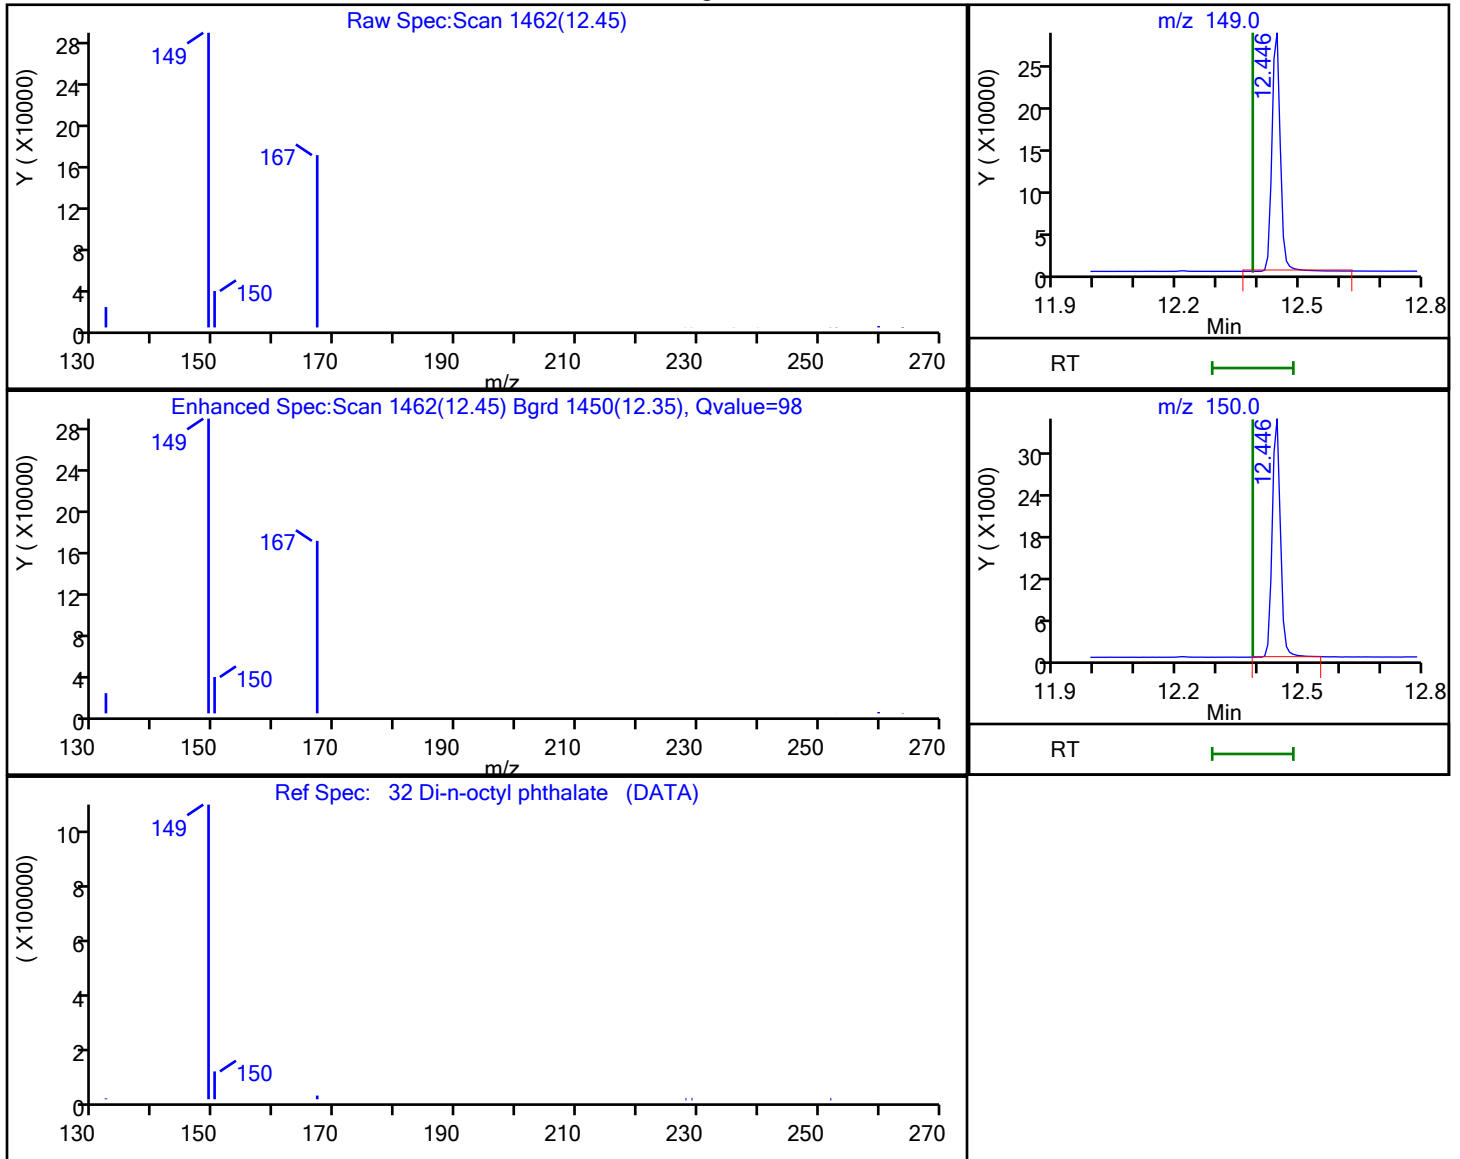 Raw Spec:Scan 1462(12.45)
Y ( X10000)
28
24
20
16
12
8
4
0
149
150
167
130 150 170 190 210 230 250 270
m/z
m/z 149.0
Y ( X10000)
25
20
15
10
5
0
12.446
11.9 12.2 12.5 12.8
Min
RT
Enhanced Spec:Scan 1462(12.45) Bgrd 1450(12.35), Qvalue=98
Y ( X10000)
28
24
20
16
12
8
4
0
149
150
167
130 150 170 190 210 230 250 270
m/z
m/z 150.0
Y ( X1000)
30
24
18
12
6
0
12.446
11.9 12.2 12.5 12.8
Min
RT
Ref Spec: 32 Di-n-octyl phthalate (DATA)
( X100000)
10
8
6
4
2
0
149
150
130 150 170 190 210 230 250 270